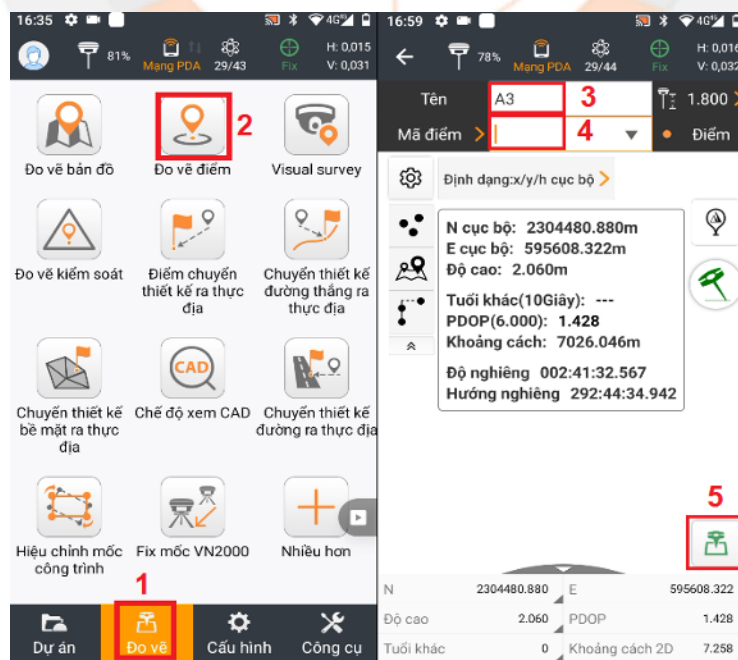 16:35
4G
81%
Mạng PDA
29/43
Fix
H: 0,015
V: 0,031
2
Đo vẽ bản đồ
Đo vẽ điểm
Visual survey
Đo vẽ kiểm soát
Điểm chuyển
thiết kế ra thực
địa
Chuyển thiết kế
đường thẳng ra
thực địa
CAD
Chuyển thiết kế
bề mặt ra thực
địa
Chế độ xem CAD
Chuyển thiết kế
đường ra thực địa
Hiệu chỉnh mốc
công trình
Fix mốc VN2000
Nhiều hơn
1
Dự án
Đo vẽ
Cấu hình
Công cụ
16:59
4G
78%
Mạng PDA
29/44
Fix
H: 0,016
V: 0,032
Tên
A3
3
1.800
Mã điểm
4
Điểm
Định dạng:x/y/h cục bộ
N cục bộ: 2304480.880m
E cục bộ: 595608.322m
Độ cao: 2.060m
Tuổi khác(10Giây): ---
PDOP(6.000): 1.428
Khoảng cách: 7026.046m
Độ nghiêng 002:41:32.567
Hướng nghiêng 292:44:34.942
5
N 2304480.880 E 595608.322
Độ cao 2.060 PDOP 1.428
Tuổi khác 0 Khoảng cách 2D 7.258